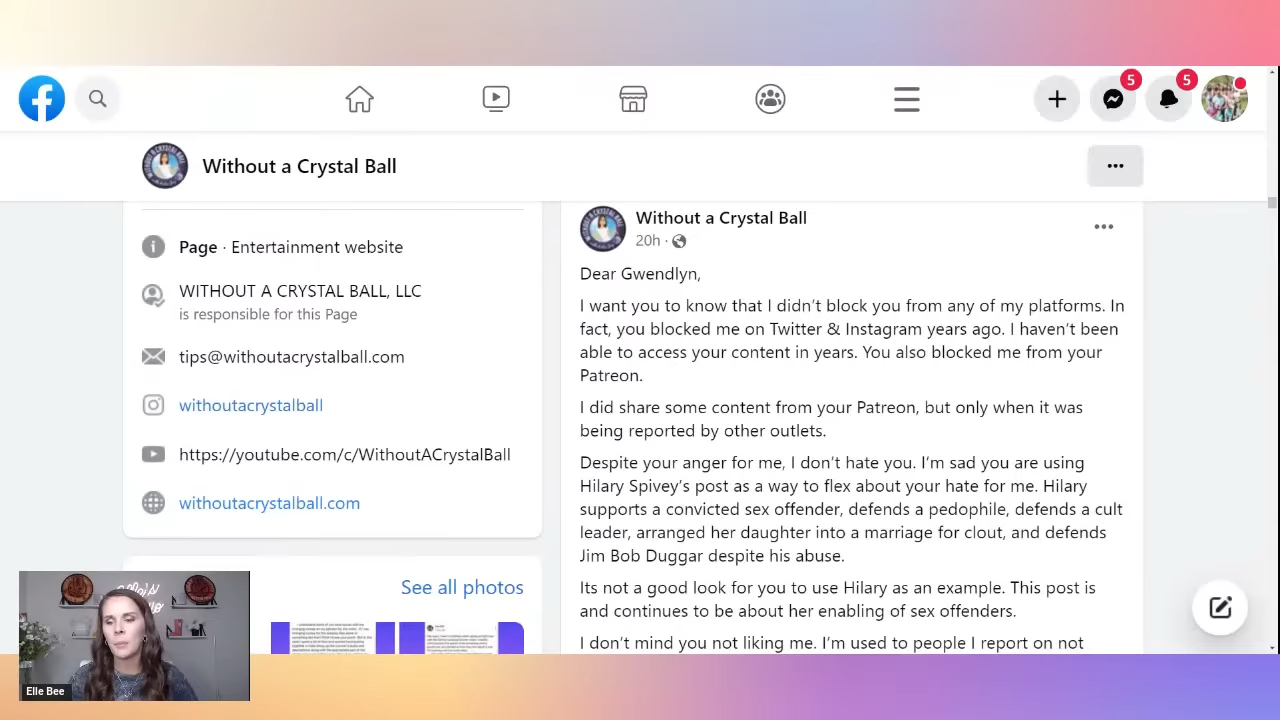 5
5
Without a Crystal Ball
Page · Entertainment website
WITHOUT A CRYSTAL BALL, LLC
is responsible for this Page
tips@withoutacrystalball.com
withoutacrystalball
https://youtube.com/c/WithoutACrystalBall
withoutacrystalball.com
See all photos
Without a Crystal Ball
20h ·
Dear Gwendlyn,
I want you to know that I didn't block you from any of my platforms. In
fact, you blocked me on Twitter & Instagram years ago. I haven't been
able to access your content in years. You also blocked me from your
Patreon.
I did share some content from your Patreon, but only when it was
being reported by other outlets.
Despite your anger for me, I don't hate you. I'm sad you are using
Hilary Spivey's post as a way to flex about your hate for me. Hilary
supports a convicted sex offender, defends a pedophile, defends a cult
leader, arranged her daughter into a marriage for clout, and defends
Jim Bob Duggar despite his abuse.
Its not a good look for you to use Hilary as an example. This post is
and continues to be about her enabling of sex offenders.
I don't mind you not liking me. I'm used to people I report on not
Elle Bee